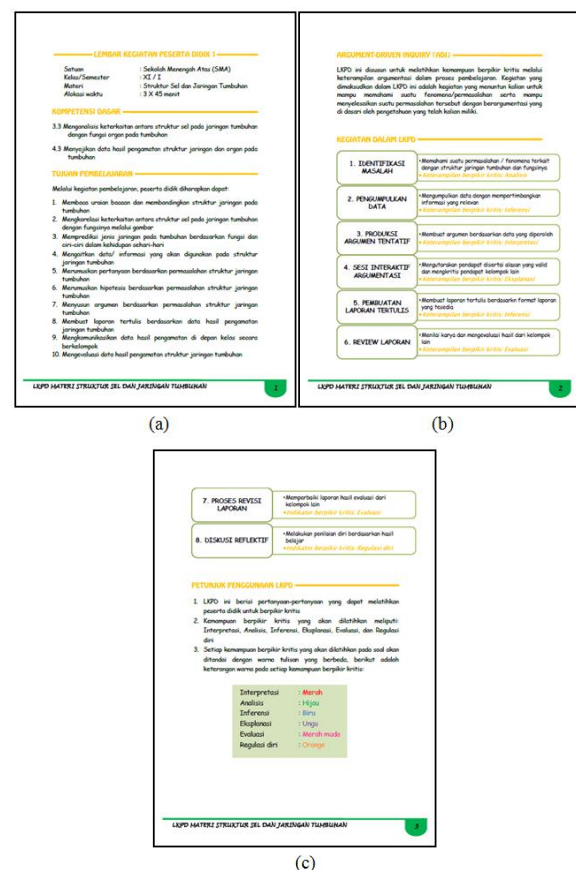 LEMBAR KEGIATAN PESERTA DIDIK 1
Satuan : Sekolah Menengah Atas (SMA)
Kelas/Semester : XI / I
Materi : Struktur Sel dan Jaringan Tumbuhan
Alokasi waktu : 3 X 45 menit
KOMPETENSI DASAR
3.3 Menganalisis keterkaitan antara struktur sel pada jaringan tumbuhan
dengan fungsi organ pada tumbuhan
4.3 Menyajikan data hasil pengamatan struktur jaringan dan organ pada
tumbuhan
TUJUAN PEMBELAJARAN
Melalui kegiatan pembelajaran, peserta didik diharapkan dapat:
1. Membaca uraian bacaan dan membandingkan struktur jaringan pada
tumbuhan
2. Mengkorelasi keterkaitan antara struktur sel pada jaringan tumbuhan
dengan fungsinya melalui gambar
3. Memprediksi jenis jaringan pada tumbuhan berdasarkan fungsi dan
ciri-ciri dalam kehidupan sehari-hari
4. Mengaitkan data/ informasi yang akan digunakan pada struktur
jaringan tumbuhan
5. Merumuskan pertanyaan berdasarkan permasalahan struktur jaringan
tumbuhan
6. Merumuskan hipotesis berdasarkan permasalahan struktur jaringan
tumbuhan
7. Menyusun argumen berdasarkan permasalahan struktur jaringan
tumbuhan
8. Membuat laporan tertulis berdasarkan data hasil pengamatan
jaringan tumbuhan
9. Mengkomunikasikan data hasil pengamatan di depan kelas secara
berkelompok
10. Mengevaluasi data hasil pengamatan struktur jaringan tumbuhan
LKPD MATERI STRUKTUR SEL DAN JARINGAN TUMBUHAN 1
(a)
ARGUMENT-DRIVEN INQUIRY (ADI)
LKPD ini disusun untuk melatihkan kemampuan berpikir kritis melalui
keterampilan argumentasi dalam proses pembelajaran. Kegiatan yang
dimaksudkan dalam LKPD ini adalah kegiatan yang menuntun kalian untuk
mampu memahami suatu fenomena/permasalahan serta mampu
menyelesaikan suatu permasalahan tersebut dengan berargumentasi yang
di dasari oleh pengetahuan yang telah kalian miliki.
KEGIATAN DALAM LKPD
1. IDENTIFIKASI
MASALAH
•Memahami suatu permasalahan / fenomena terkait
dengan struktur jaringan tumbuhan dan fungsinya
•Keterampilan berpikir kritis: Analisis
2. PENGUMPULAN
DATA
•Mengumpulkan data dengan mempertimbangkan
informasi yang relevan
•Keterampilan berpikir kritis: Inferensi
3. PRODUKSI
ARGUMEN TENTATIF
•Membuat argumen berdasarkan data yang diperoleh
•Keterampilan berpikir kritis: Interpretasi
4. SESI INTERAKTIF
ARGUMENTASI
•Mengutarakan pendapat disertai alasan yang valid
dan mengkritis pendapat kelompok lain
•Keterampilan berpikir kritis: Eksplanasi
5. PEMBUATAN
LAPORAN TERTULIS
•Membuat laporan tertulis berdasarkan format laporan
yang tesedia
•Keterampilan berpikir kritis: Inferensi
6. REVIEW LAPORAN
•Menilai karya dan mengevaluasi hasil dari kelompok
lain
•Keterampilan berpikir kritis: Evaluasi
LKPD MATERI STRUKTUR SEL DAN JARINGAN TUMBUHAN 2
(b)
7. PROSES REVISI
LAPORAN
•Memperbaiki laporan hasil evaluasi dari
kelompok lain
•Indikator berpikir kritis: Evaluasi
8. DISKUSI REFLEKTIF
•Melakukan penilaian diri berdasarkan hasil
belajar
•Indikator berpikir kritis: Regulasi diri
PETUNJUK PENGGUNAAN LKPD
1. LKPD ini berisi pertanyaan-pertanyaan yang dapat melatihkan
peserta didik untuk berpikir kritis
2. Kemampuan berpikir kritis yang akan dilatihkan meliputi:
Interpretasi, Analisis, Inferensi, Eksplanasi, Evaluasi, dan Regulasi
diri
3. Setiap kemampuan berpikir kritis yang akan dilatihkan pada soal akan
ditandai dengan warna tulisan yang berbeda, berikut adalah
keterangan warna pada setiap kemampuan berpikir kritis:
Interpretasi : Merah
Analisis : Hijau
Inferensi : Biru
Eksplanasi : Ungu
Evaluasi : Merah muda
Regulasi diri : Orange
LKPD MATERI STRUKTUR SEL DAN JARINGAN TUMBUHAN 3
(c)